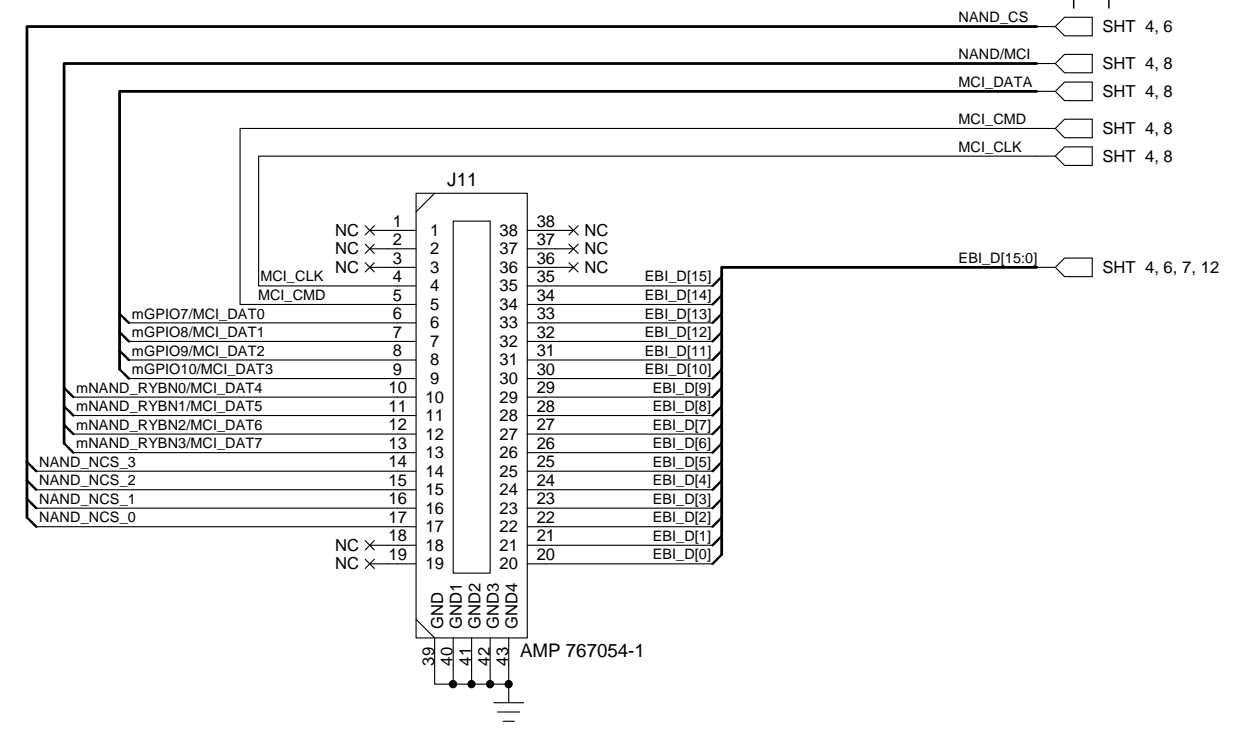 NAND_CS SHT 4, 6
NAND/MCI SHT 4, 8
MCI_DATA SHT 4, 8
MCI_CMD SHT 4, 8
MCI_CLK SHT 4, 8
J11
NC 1 1 38 38 NC
NC 2 2 37 37 NC
NC 3 3 36 36 NC
EBI_D[15:0] SHT 4, 6, 7, 12
MCI_CLK 4 4 35 35 EBI_D[15]
MCI_CMD 5 5 34 34 EBI_D[14]
mGPIO7/MCI_DAT0 6 6 33 33 EBI_D[13]
mGPIO8/MCI_DAT1 7 7 32 32 EBI_D[12]
mGPIO9/MCI_DAT2 8 8 31 31 EBI_D[11]
mGPIO10/MCI_DAT3 9 9 30 30 EBI_D[10]
mNAND_RYBN0/MCI_DAT4 10 10 29 29 EBI_D[9]
mNAND_RYBN1/MCI_DAT5 11 11 28 28 EBI_D[8]
mNAND_RYBN2/MCI_DAT6 12 12 27 27 EBI_D[7]
mNAND_RYBN3/MCI_DAT7 13 13 26 26 EBI_D[6]
NAND_NCS_3 14 14 25 25 EBI_D[5]
NAND_NCS_2 15 15 24 24 EBI_D[4]
NAND_NCS_1 16 16 23 23 EBI_D[3]
NAND_NCS_0 17 17 22 22 EBI_D[2]
NC 18 18 21 21 EBI_D[1]
NC 19 19 20 20 EBI_D[0]
GND GND1 GND2 GND3 GND4
39 40 41 42 43
AMP 767054-1